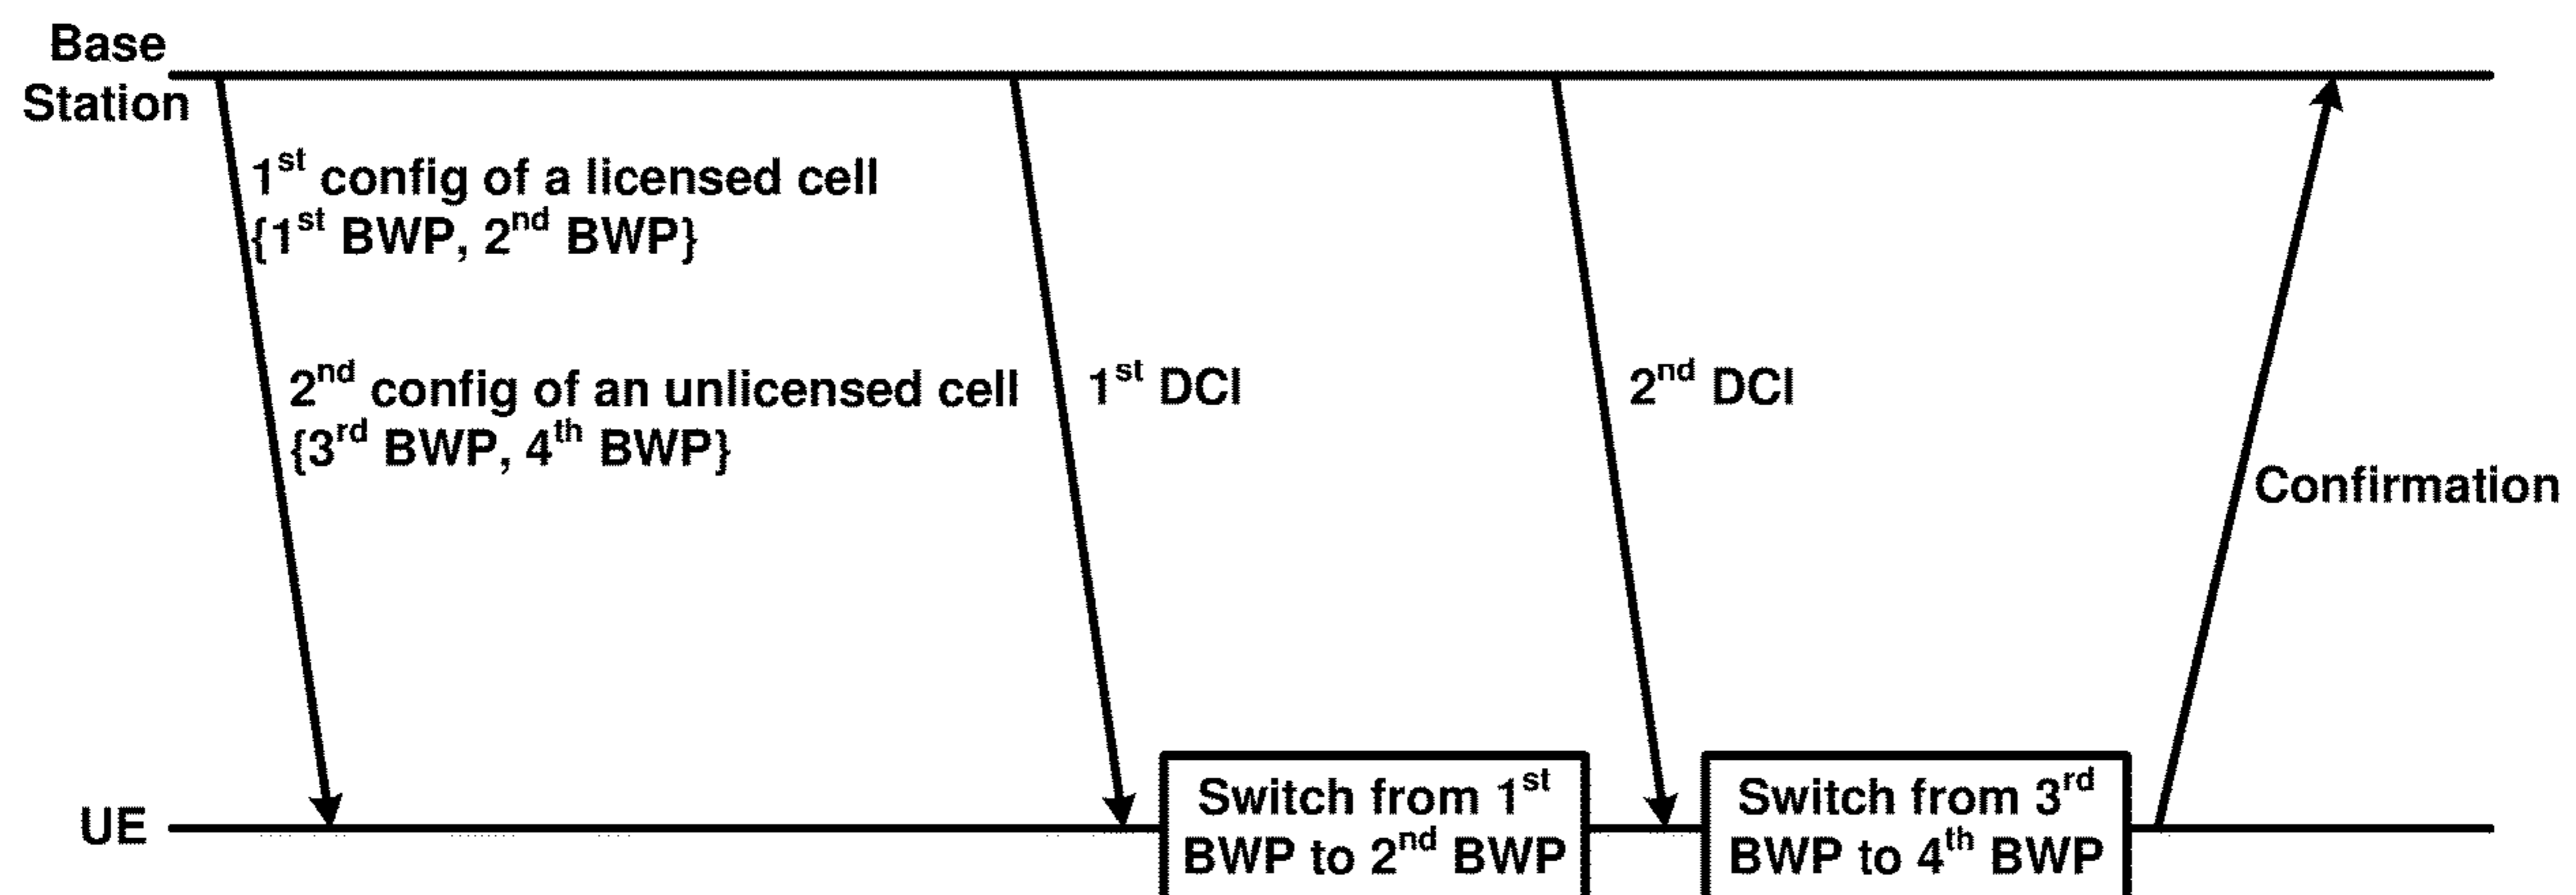 Base
Station
1st config of a licensed cell
{1st BWP, 2nd BWP}
2nd config of an unlicensed cell
{3rd BWP, 4th BWP}
1st DCI
2nd DCI
Confirmation
UE
Switch from 1st
BWP to 2nd BWP
Switch from 3rd
BWP to 4th BWP